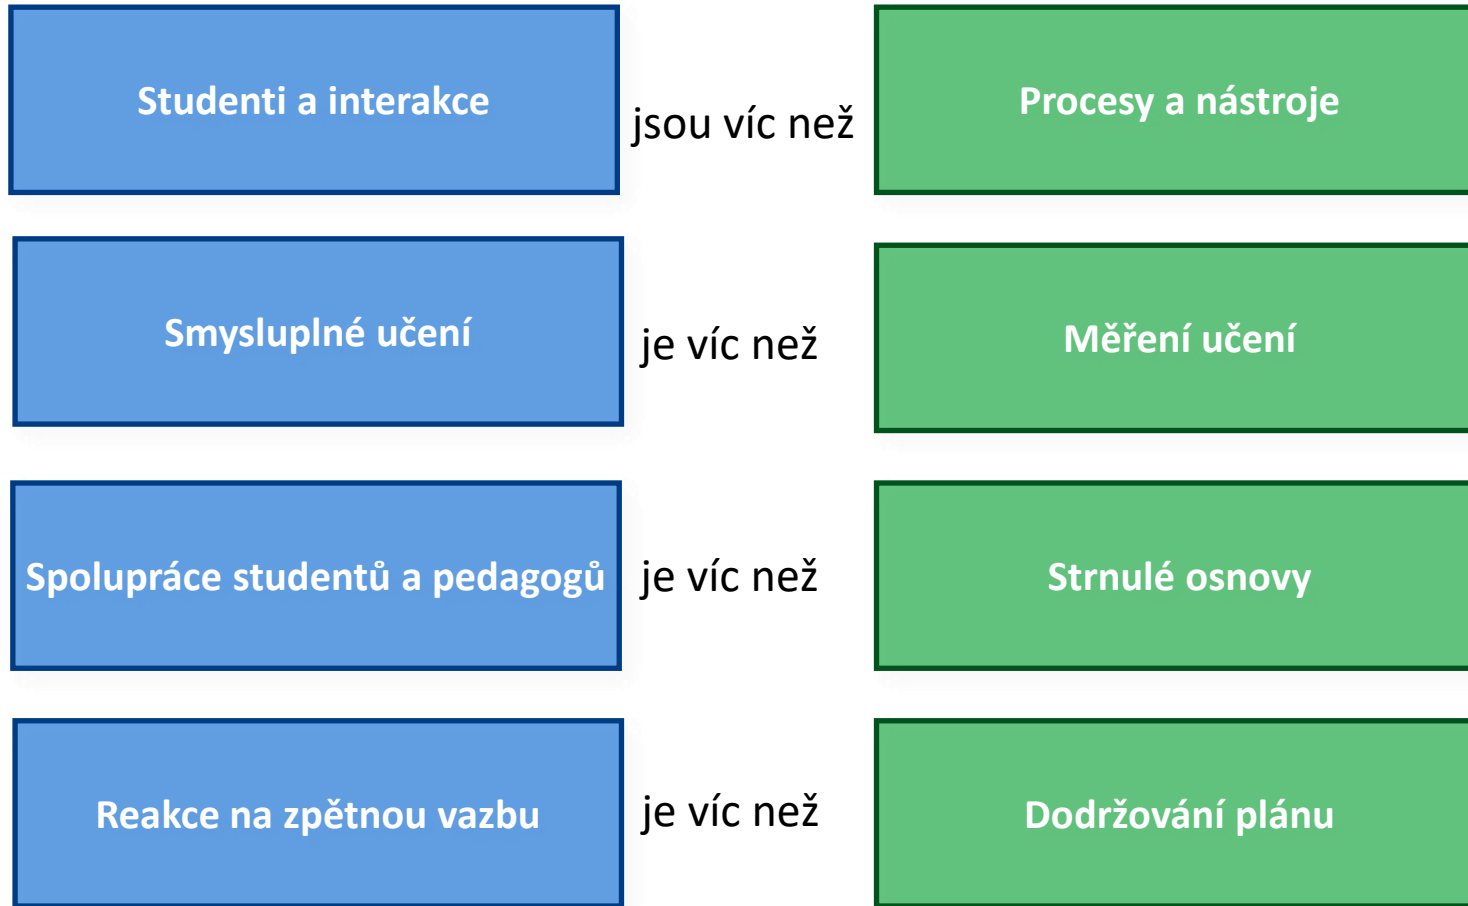 Studenti a interakce
jsou víc než
Procesy a nástroje
Smysluplné učení
je víc než
Měření učení
Spolupráce studentů a pedagogů
je víc než
Strnulé osnovy
Reakce na zpětnou vazbu
je víc než
Dodržování plánu